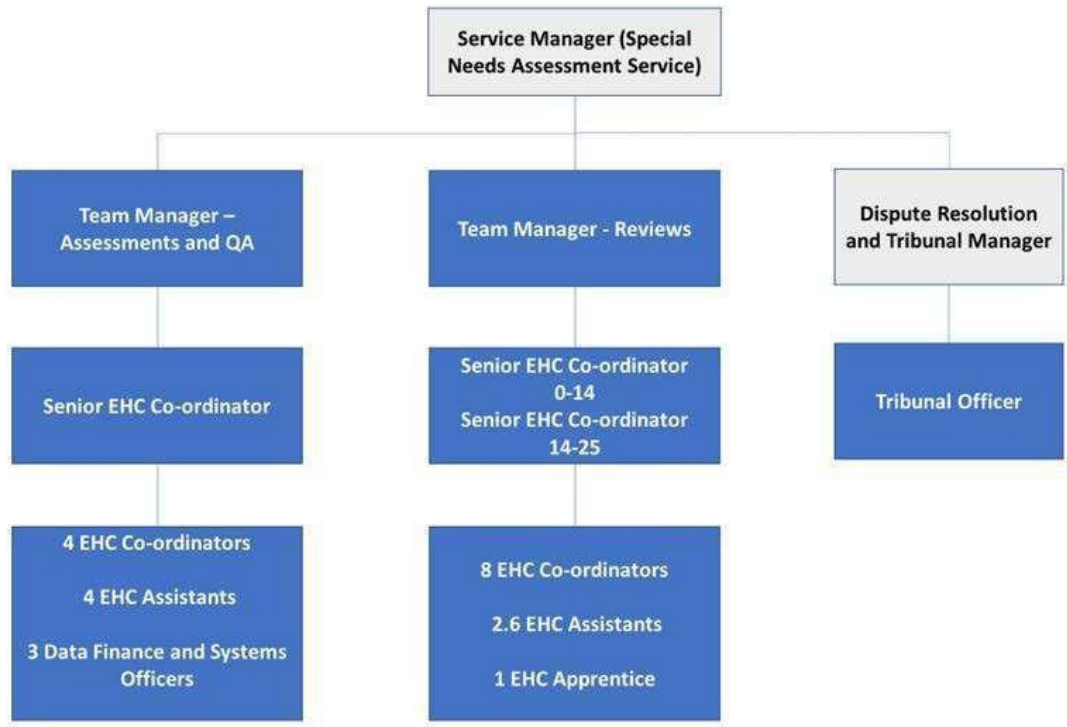 Service Manager (Special
Needs Assessment Service)
Team Manager –
Assessments and QA
Team Manager - Reviews
Dispute Resolution
and Tribunal Manager
Senior EHC Co-ordinator
Senior EHC Co-ordinator
0-14
Senior EHC Co-ordinator
14-25
Tribunal Officer
4 EHC Co-ordinators
4 EHC Assistants
3 Data Finance and Systems
Officers
8 EHC Co-ordinators
2.6 EHC Assistants
1 EHC Apprentice